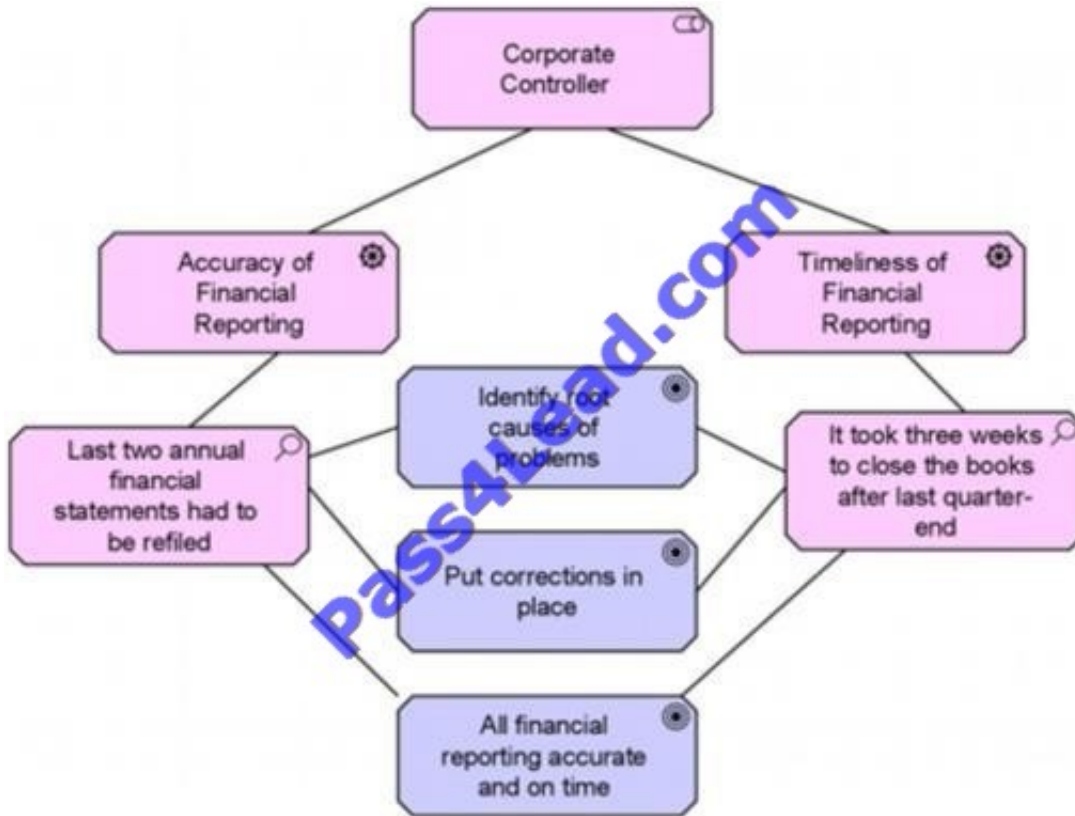 Corporate
Controller
Accuracy of
Financial
Reporting
Timeliness of
Financial
Reporting
Identify root
causes of
problems
Last two annual
financial
statements had to
be refiled
It took three weeks
to close the books
after last quarter-
end
Put corrections in
place
All financial
reporting accurate
and on time
Pass4Lead.com